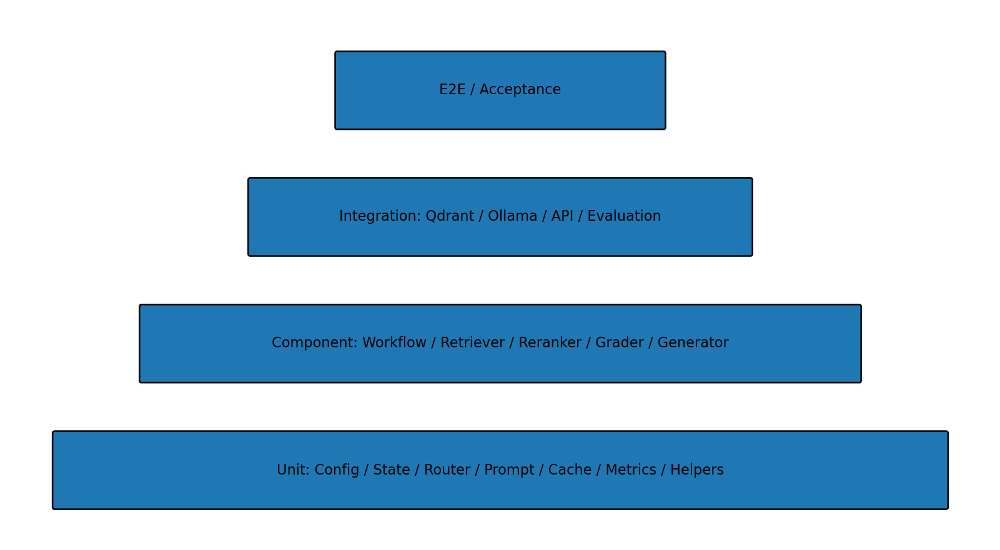 E2E / Acceptance
Integration: Qdrant / Ollama / API / Evaluation
Component: Workflow / Retriever / Reranker / Grader / Generator
Unit: Config / State / Router / Prompt / Cache / Metrics / Helpers